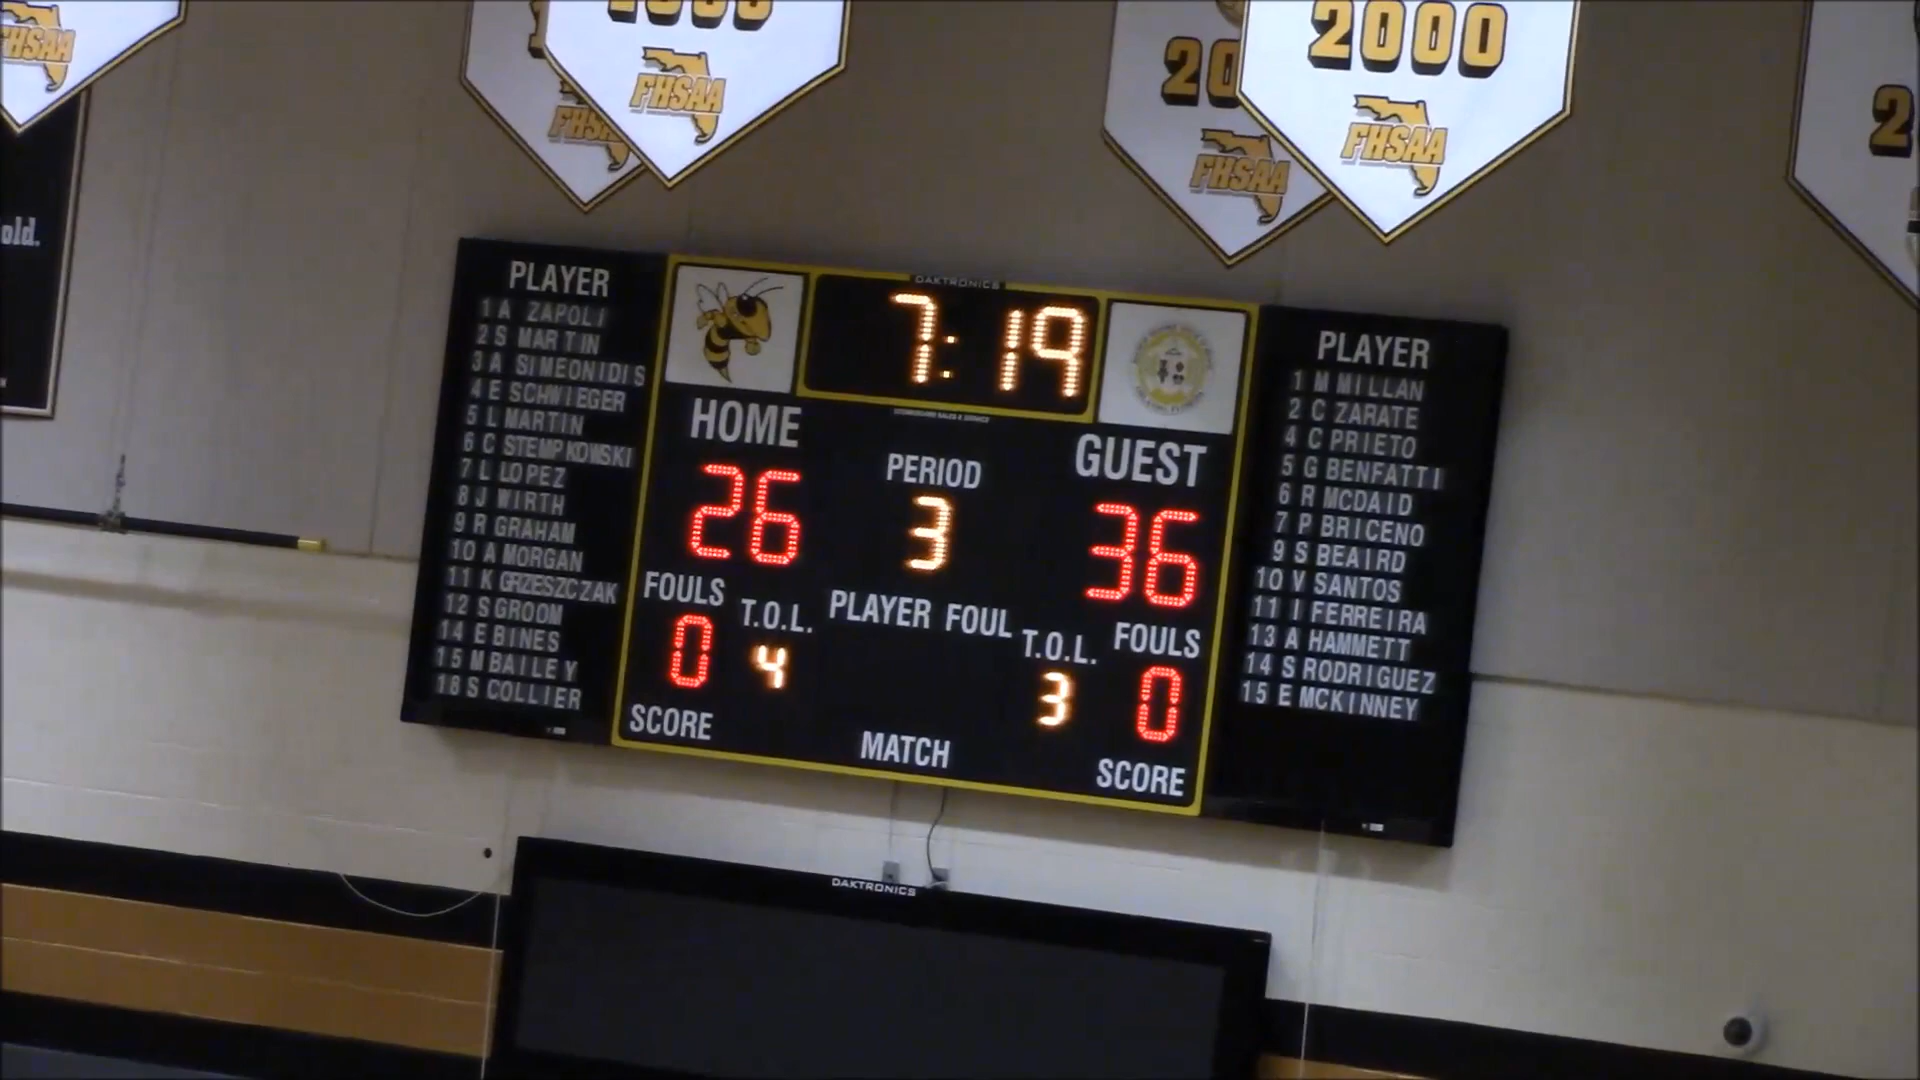 FHSAA
FHSAA
FHSAA
20
FHSAA
2000
FHSAA
2
old.
PLAYER
1 A ZAPOLI
2 S MARTIN
3 A SIMEONIDIS
4 E SCHWIEGER
5 L MARTIN
6 C STEMPKOWSKI
7 L LOPEZ
8 J WIRTH
9 R GRAHAM
10 A MORGAN
11 K GRZESZCZAK
12 S GROOM
14 E BINES
15 M BAILEY
18 S COLLIER
DAKTRONICS
7:19
HOME
GUEST
PERIOD
26
3
36
FOULS
T.O.L.
PLAYER FOUL
T.O.L.
FOULS
0
4
3
0
SCORE
MATCH
SCORE
PLAYER
1 M MILLAN
2 C ZARATE
4 C PRIETO
5 G BENFATTI
6 R MCDAID
7 P BRICENO
9 S BEAIRD
10 V SANTOS
11 I FERREIRA
13 A HAMMETT
14 S RODRIGUEZ
15 E MCKINNEY
DAKTRONICS